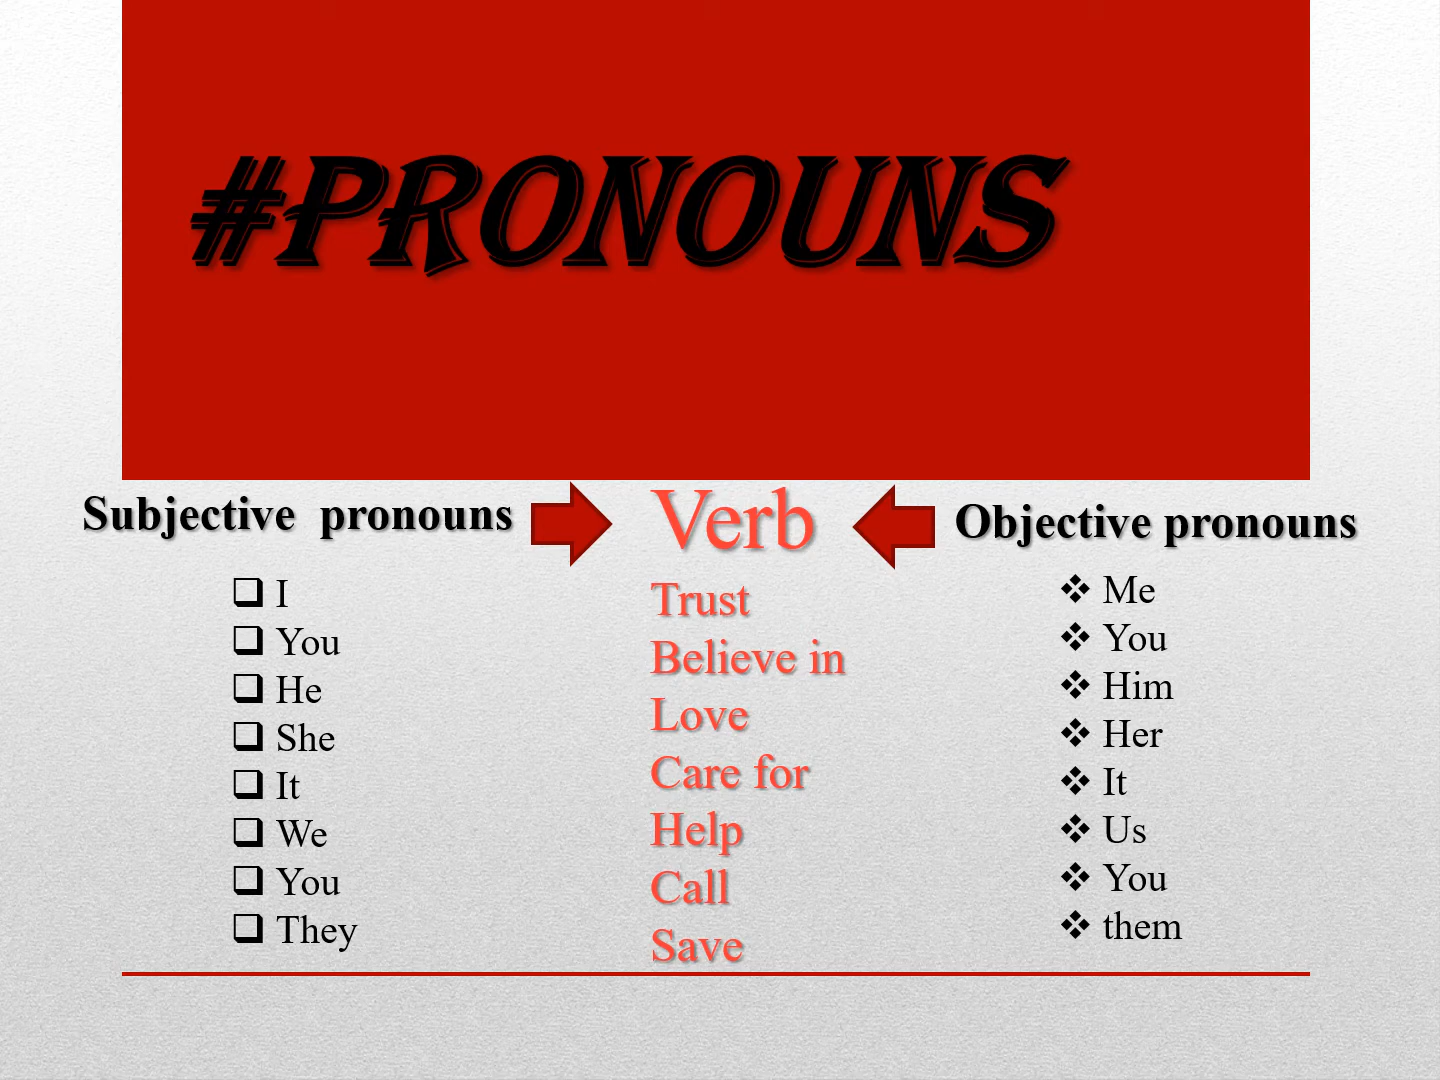 #PRONOUNS
Subjective pronouns
I
You
He
She
It
We
You
They
Verb
Trust
Believe in
Love
Care for
Help
Call
Save
Objective pronouns
Me
You
Him
Her
It
Us
You
them